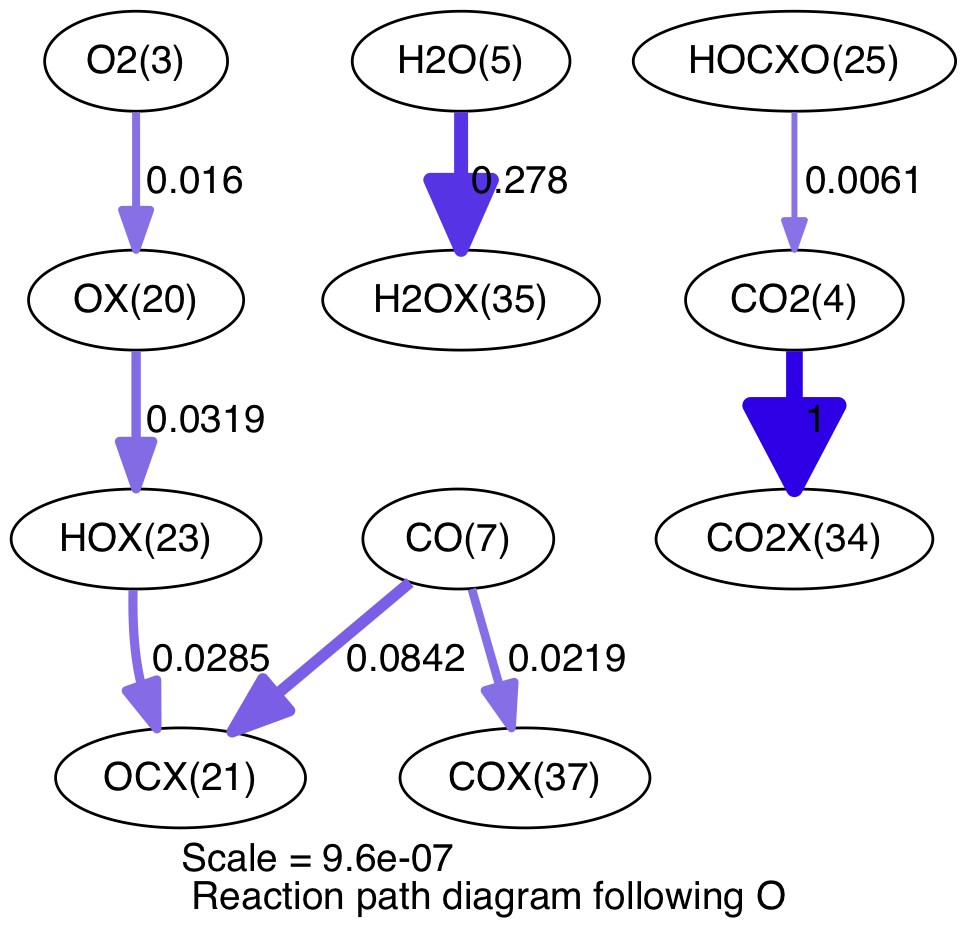 O2(3)
H2O(5)
HOCXO(25)
0.016
0.278
0.0061
OX(20)
H2OX(35)
CO2(4)
0.0319
1
HOX(23)
CO(7)
CO2X(34)
0.0285
0.0842
0.0219
OCX(21)
COX(37)
Scale = 9.6e-07
Reaction path diagram following O